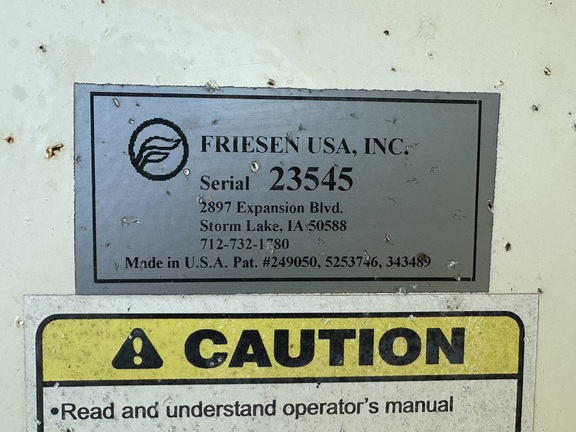 FRIESEN USA, INC.
Serial 23545
2897 Expansion Blvd.
Storm Lake, IA 50588
712-732-1780
Made in U.S.A. Pat. #249050, 5253746, 343489
CAUTION
•Read and understand operator's manual